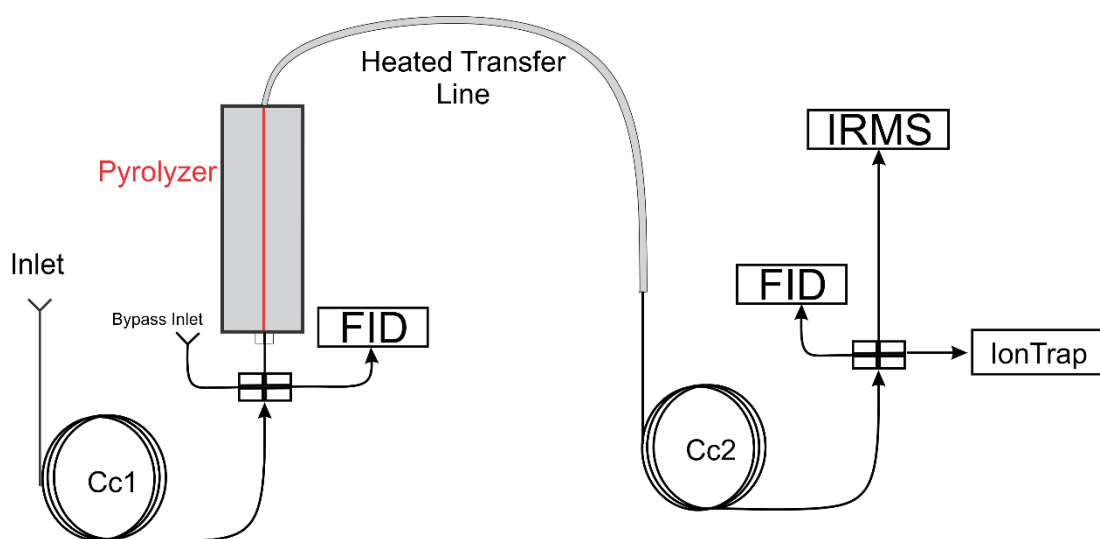 Heated Transfer
Line
IRMS
Pyrolyzer
Inlet
FID
Bypass Inlet
FID
IonTrap
Cc1
Cc2